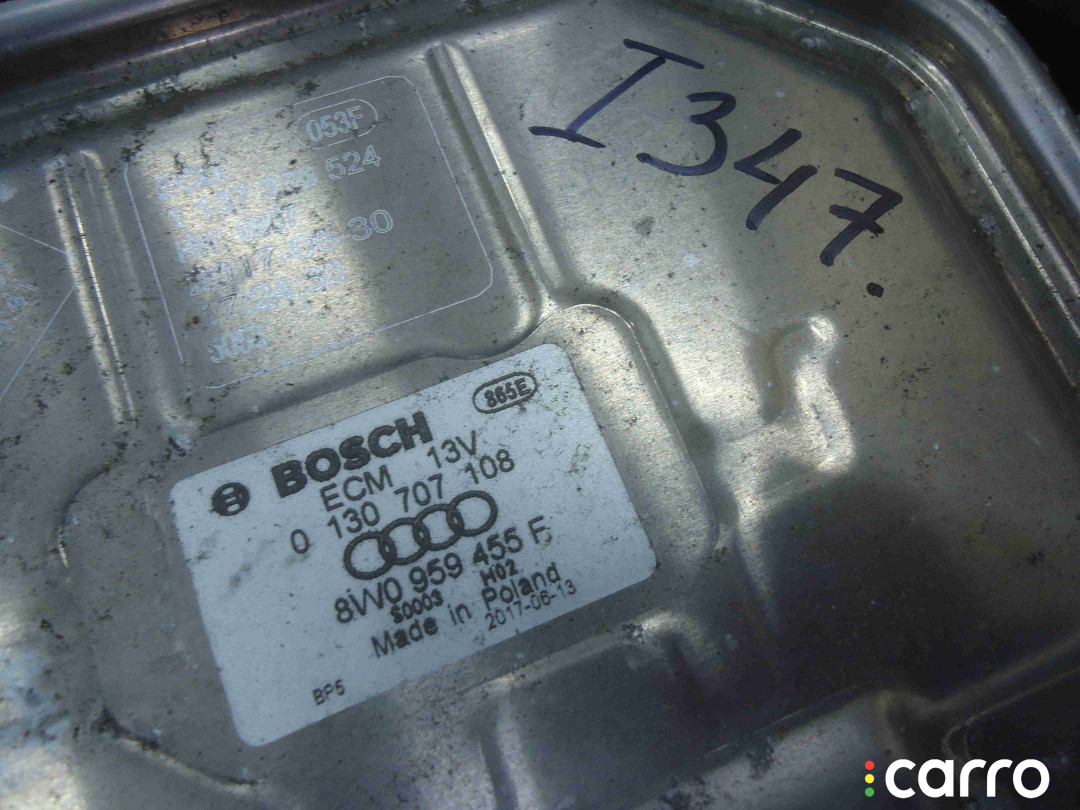 I347.
053F
524
30
865E
BOSCH
ECM 13V
0 130 707 108
8W0 959 455 F
S0003 H02
Made in Poland
2017-06-13
BP5
carro